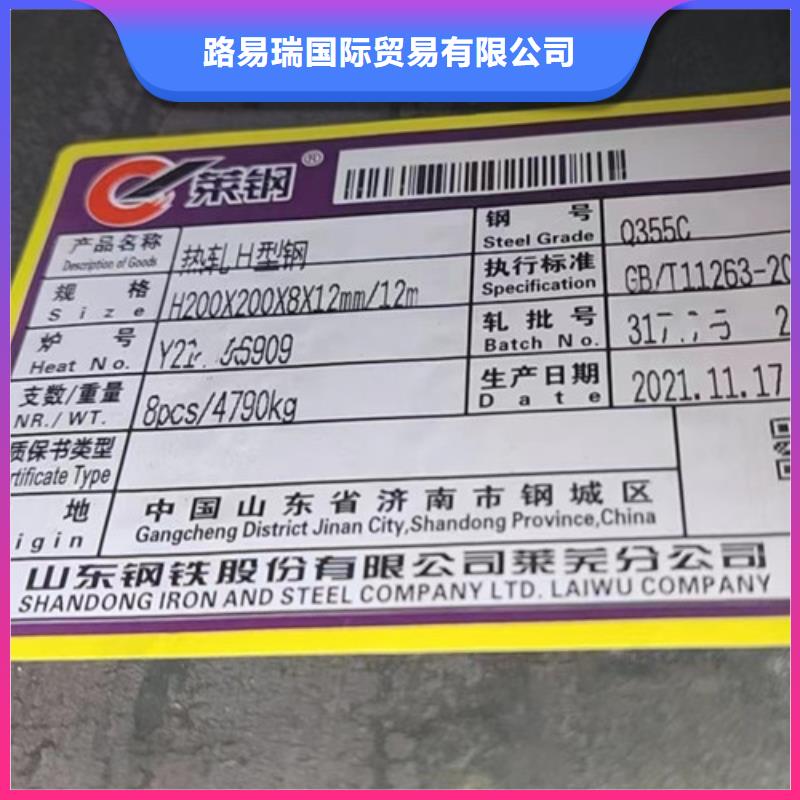 路易瑞国际贸易有限公司
莱钢®
产品名称 热轧H型钢 钢号 Q355C
Description of Goods Steel Grade
规格 H200X200X8X12mm/12m 执行标准 GB/T11263-20
Size Specification
炉号 轧批号
Heat No. Batch No.
支数/重量 8pcs/4790kg 生产日期 2021.11.17
NR./WT. Date
质保书类型
rtificate Type
地 中国山东省济南市钢城区
igin Gangcheng District Jinan City,Shandong Province,China
山东钢铁股份有限公司莱芜分公司
SHANDONG IRON AND STEEL COMPANY LTD. LAIWU COMPANY